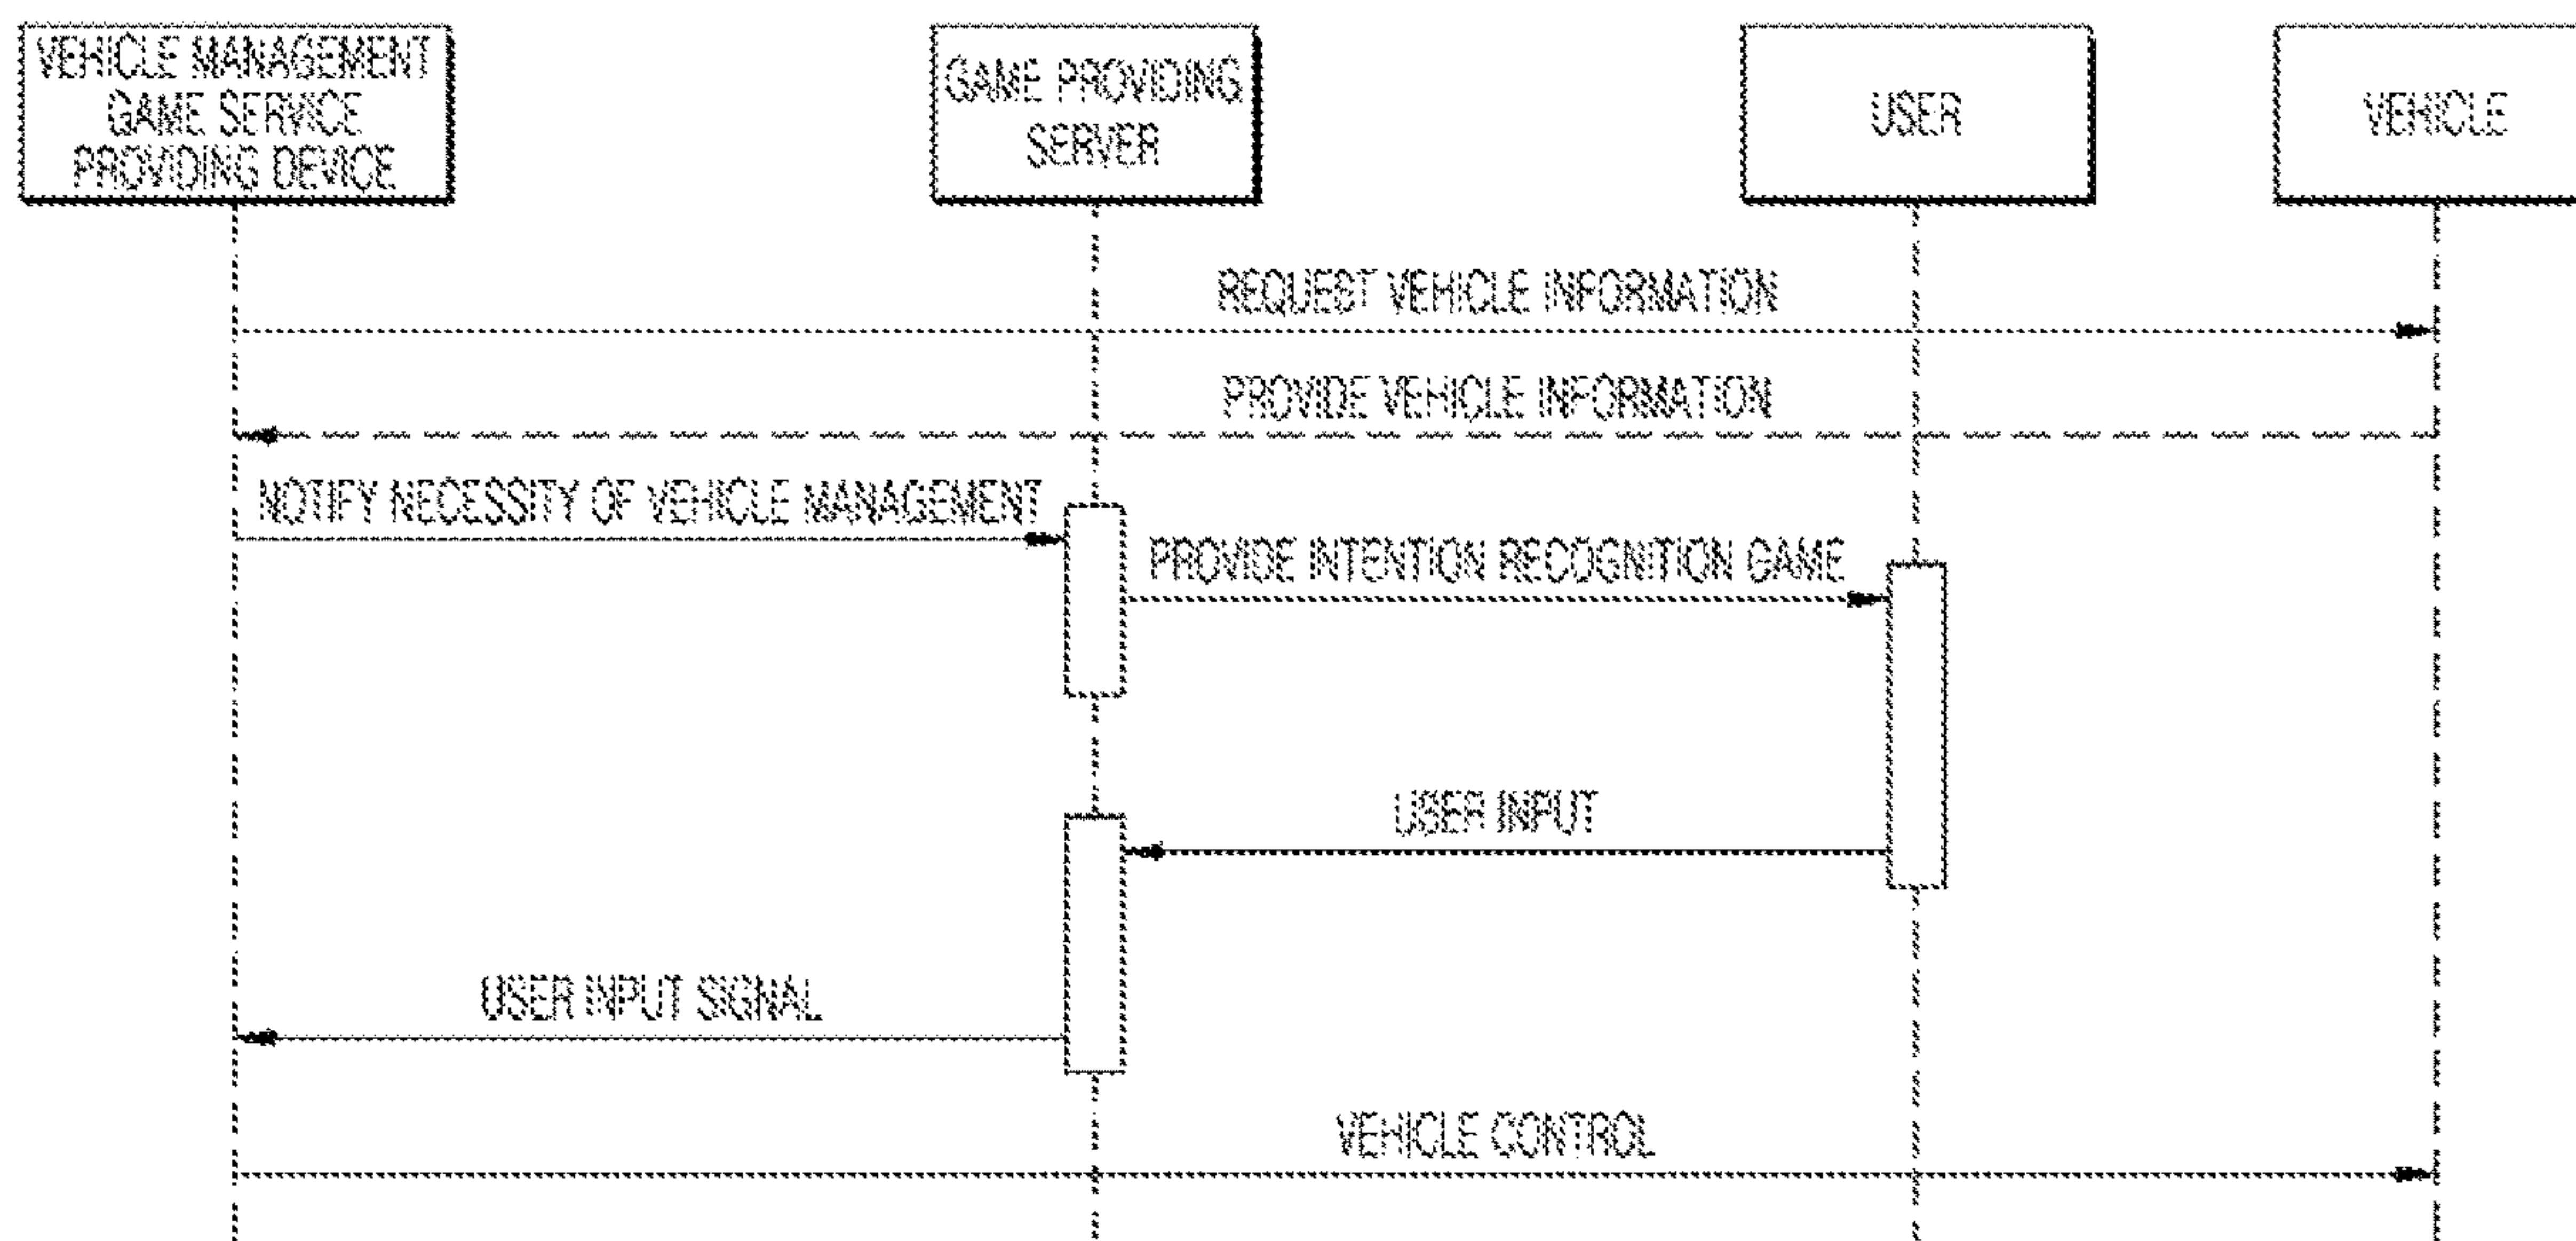 VEHICLE MANAGEMENT
GAME SERVICE
PROVIDING DEVICE
GAME PROVIDING
SERVER
USER
VEHICLE
REQUEST VEHICLE INFORMATION
PROVIDE VEHICLE INFORMATION
NOTIFY NECESSITY OF VEHICLE MANAGEMENT
PROVIDE INTENTION RECOGNITION GAME
USER INPUT
USER INPUT SIGNAL
VEHICLE CONTROL